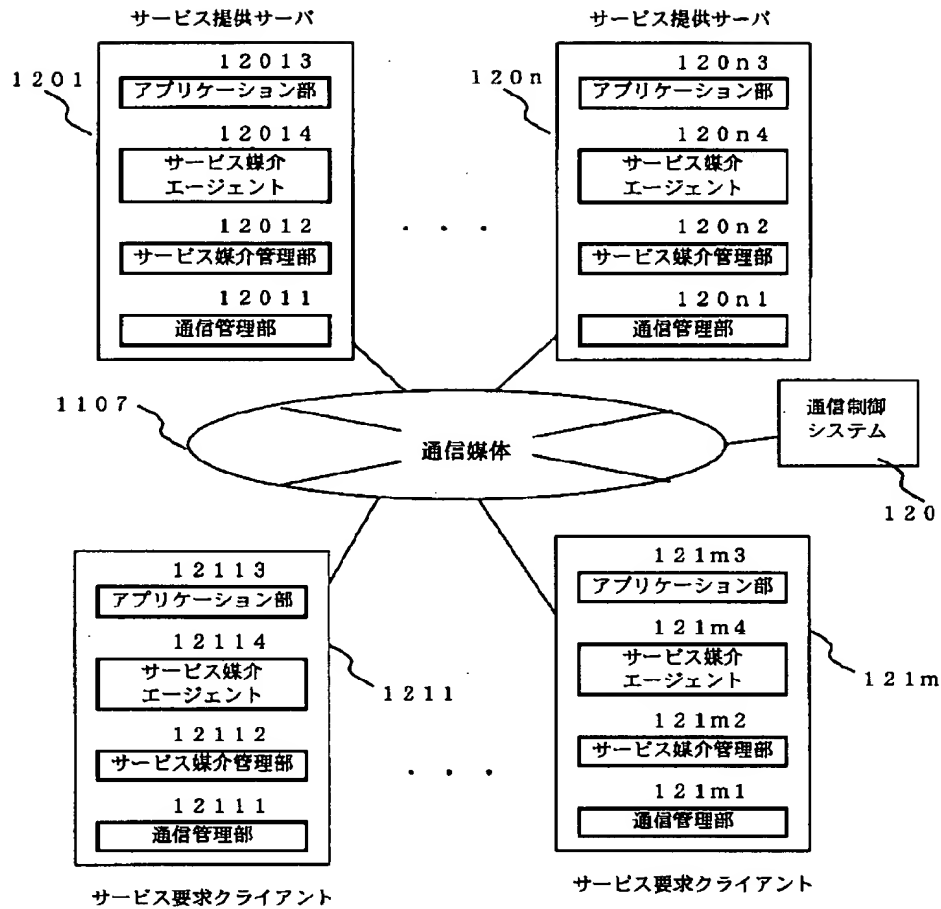 サービス提供サーバ
1201
12013
アプリケーション部
12014
サービス媒介
エージェント
12012
サービス媒介管理部
12011
通信管理部
. . .
サービス提供サーバ
120n
120n3
アプリケーション部
120n4
サービス媒介
エージェント
120n2
サービス媒介管理部
120n1
通信管理部
1107
通信媒体
通信制御
システム
120
12113
アプリケーション部
12114
サービス媒介
エージェント
1211
12112
サービス媒介管理部
12111
通信管理部
サービス要求クライアント
. . .
121m3
アプリケーション部
121m4
サービス媒介
エージェント
121m
121m2
サービス媒介管理部
121m1
通信管理部
サービス要求クライアント